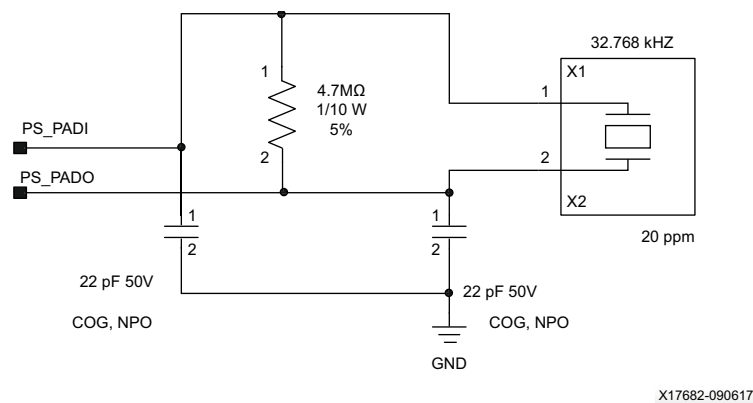 32.768 kHZ
X1
1
4.7MΩ
1/10 W
5%
1
2
PS_PADI
PS_PADO
2
X2
1
2
1
2
20 ppm
22 pF 50V
22 pF 50V
COG, NPO
COG, NPO
GND
X17682-090617